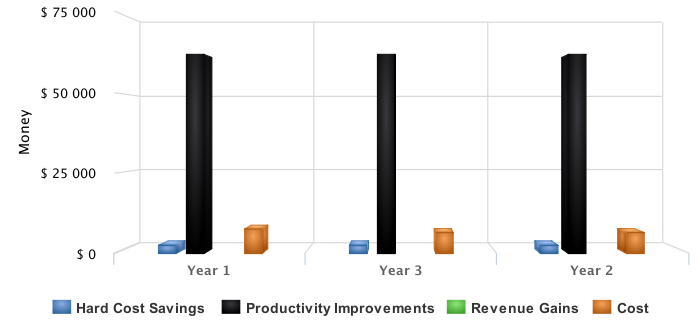 $ 75 000
$ 50 000
$ 25 000
$ 0
Money
Year 1 Year 3 Year 2
Hard Cost Savings Productivity Improvements Revenue Gains Cost